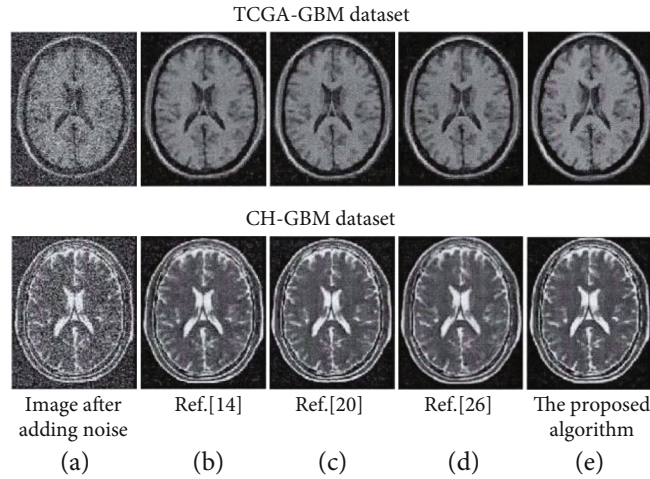 TCGA-GBM dataset
CH-GBM dataset
Image after
adding noise
Ref.[14]
Ref.[20]
Ref.[26]
The proposed
algorithm
(a)
(b)
(c)
(d)
(e)